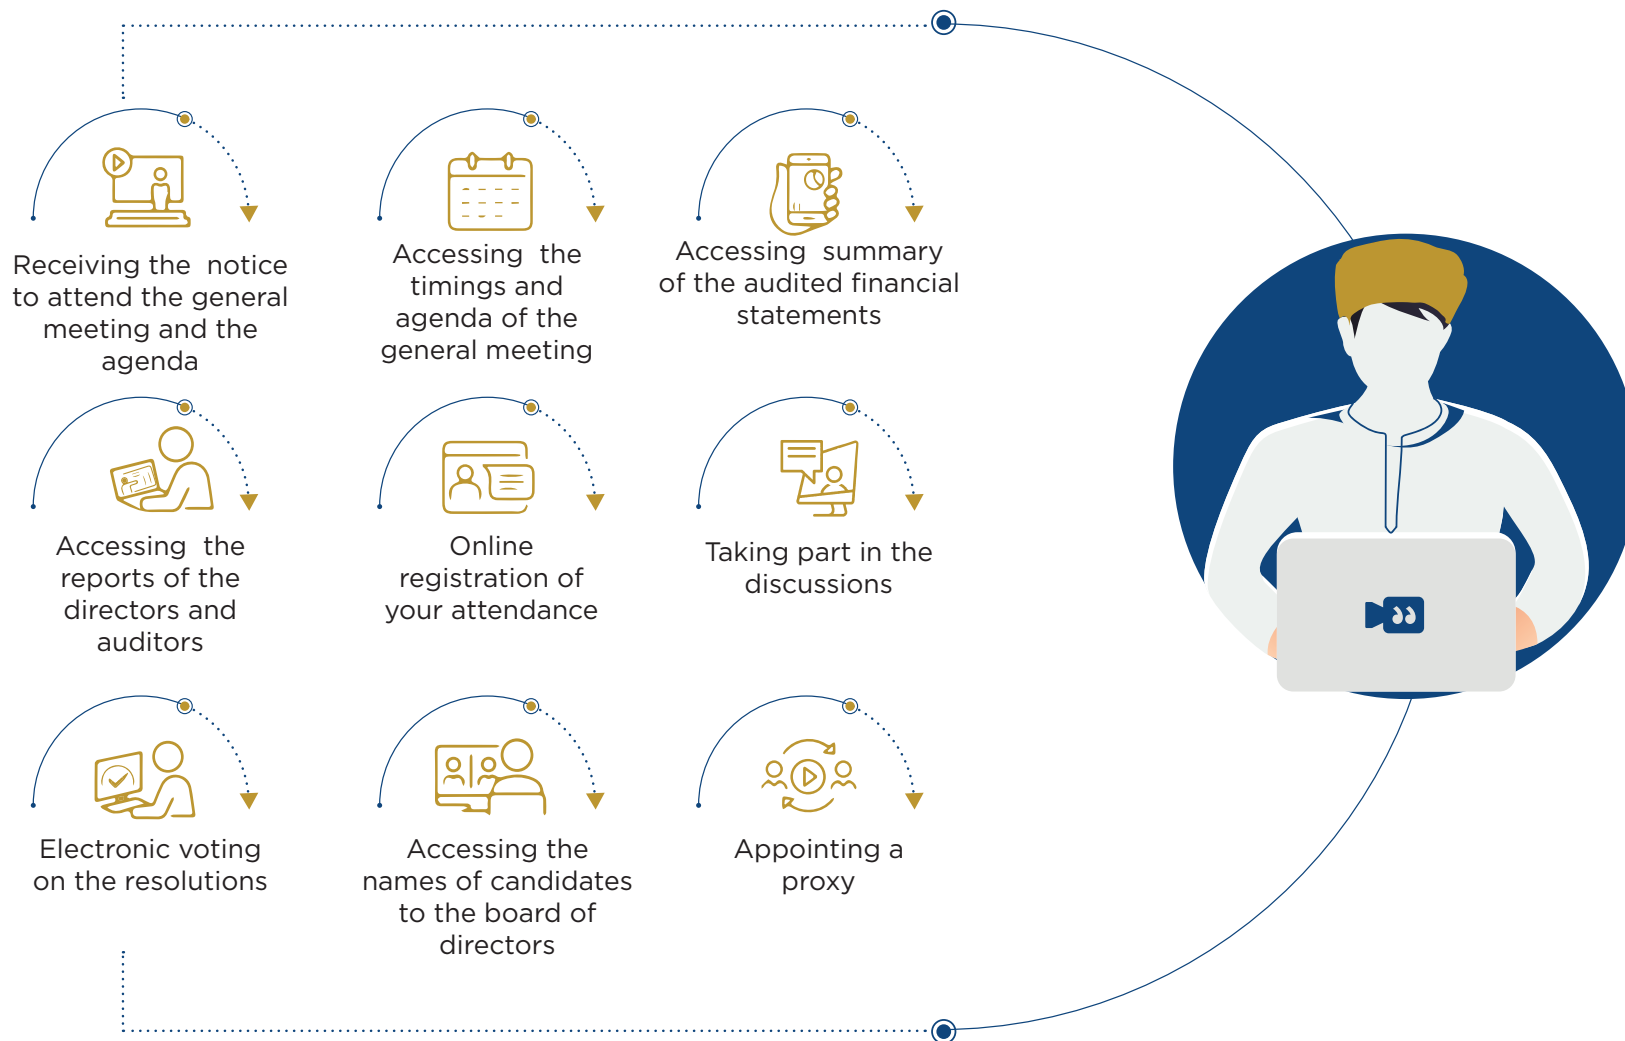 Receiving the notice
to attend the general
meeting and the
agenda
Accessing the
timings and
agenda of the
general meeting
Accessing summary
of the audited financial
statements
Accessing the
reports of the
directors and
auditors
Online
registration of
your attendance
Taking part in the
discussions
Electronic voting
on the resolutions
Accessing the
names of candidates
to the board of
directors
Appointing a
proxy